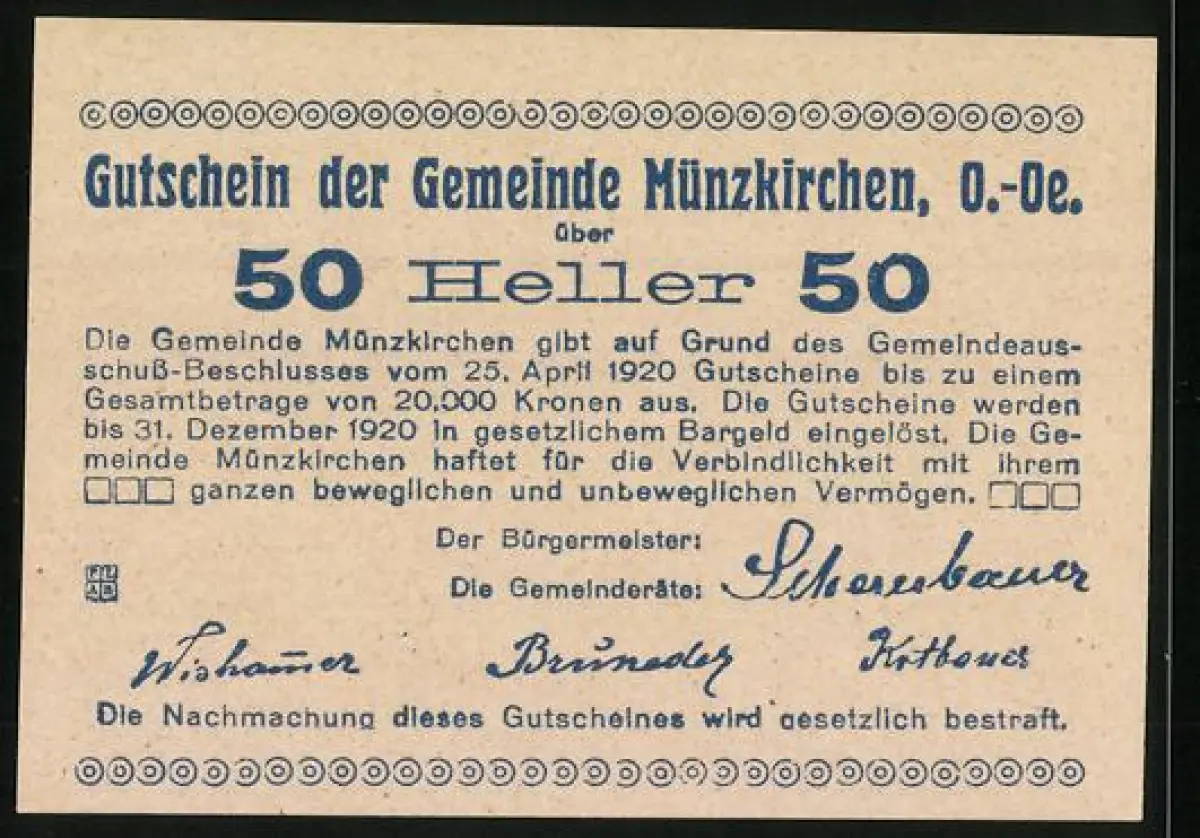 Gutschein der Gemeinde Münzkirchen, O.-Oe.
über
50 Heller 50
Die Gemeinde Münzkirchen gibt auf Grund des Gemeindeaus-
schuß-Beschlusses vom 25. April 1920 Gutscheine bis zu einem
Gesamtbetrage von 20.000 Kronen aus. Die Gutscheine werden
bis 31. Dezember 1920 in gesetzlichem Bargeld eingelöst. Die Ge-
meinde Münzkirchen haftet für die Verbindlichkeit mit ihrem
ganzen beweglichen und unbeweglichen Vermögen.
Der Bürgermeister:
Die Gemeinderäte:
Die Nachmachung dieses Gutscheines wird gesetzlich bestraft.